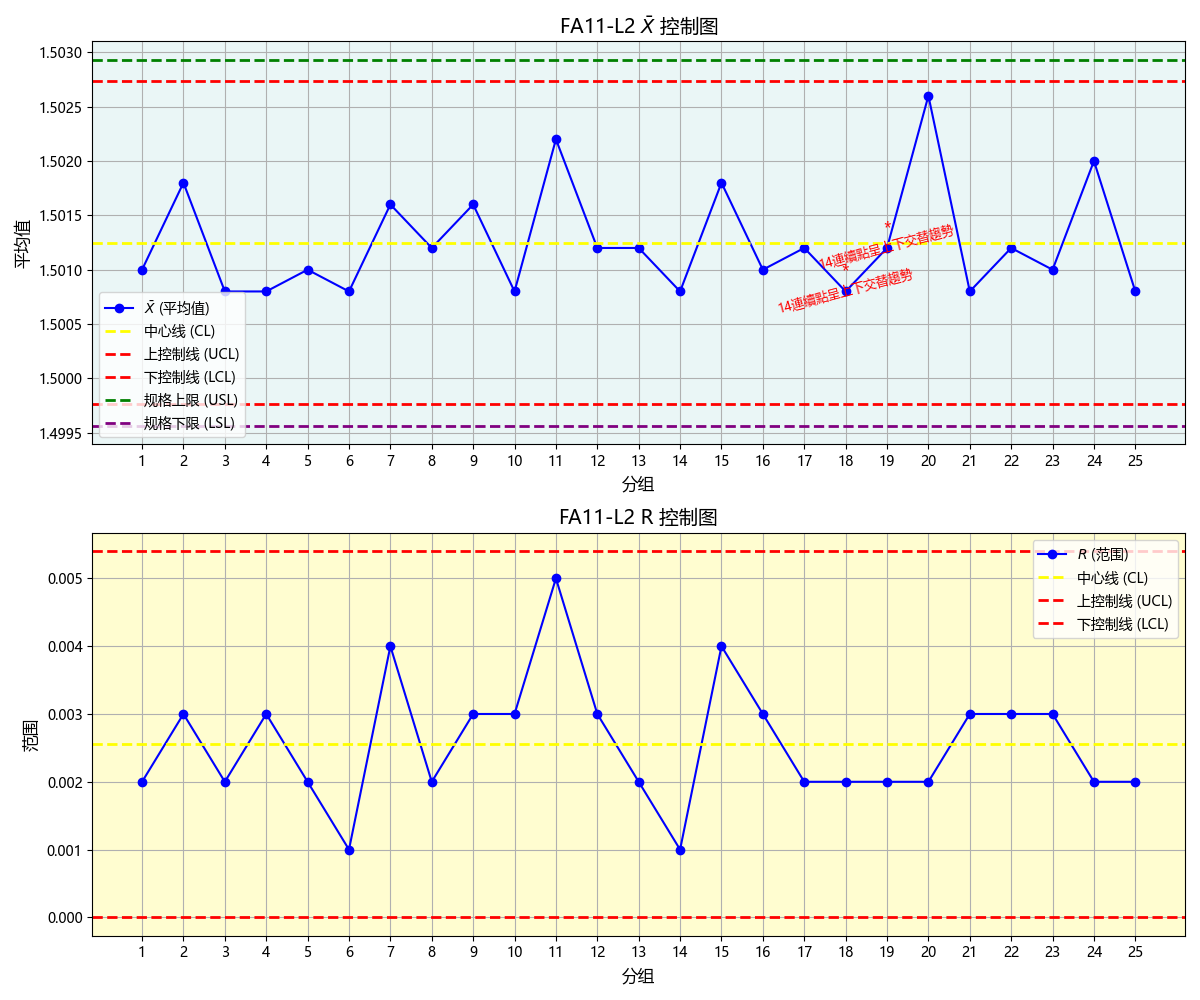 FA11-L2 X̄ 控制图
1.5030
1.5025
1.5020
1.5015
1.5010
1.5005
1.5000
1.4995
平均值
*
14連續點呈上下交替趨勢
*
14連續點呈上下交替趨勢
X̄ (平均值)
中心线 (CL)
上控制线 (UCL)
下控制线 (LCL)
规格上限 (USL)
规格下限 (LSL)
1 2 3 4 5 6 7 8 9 10 11 12 13 14 15 16 17 18 19 20 21 22 23 24 25
分组
FA11-L2 R 控制图
R (范围)
中心线 (CL)
上控制线 (UCL)
下控制线 (LCL)
0.005
0.004
0.003
0.002
0.001
0.000
范围
1 2 3 4 5 6 7 8 9 10 11 12 13 14 15 16 17 18 19 20 21 22 23 24 25
分组